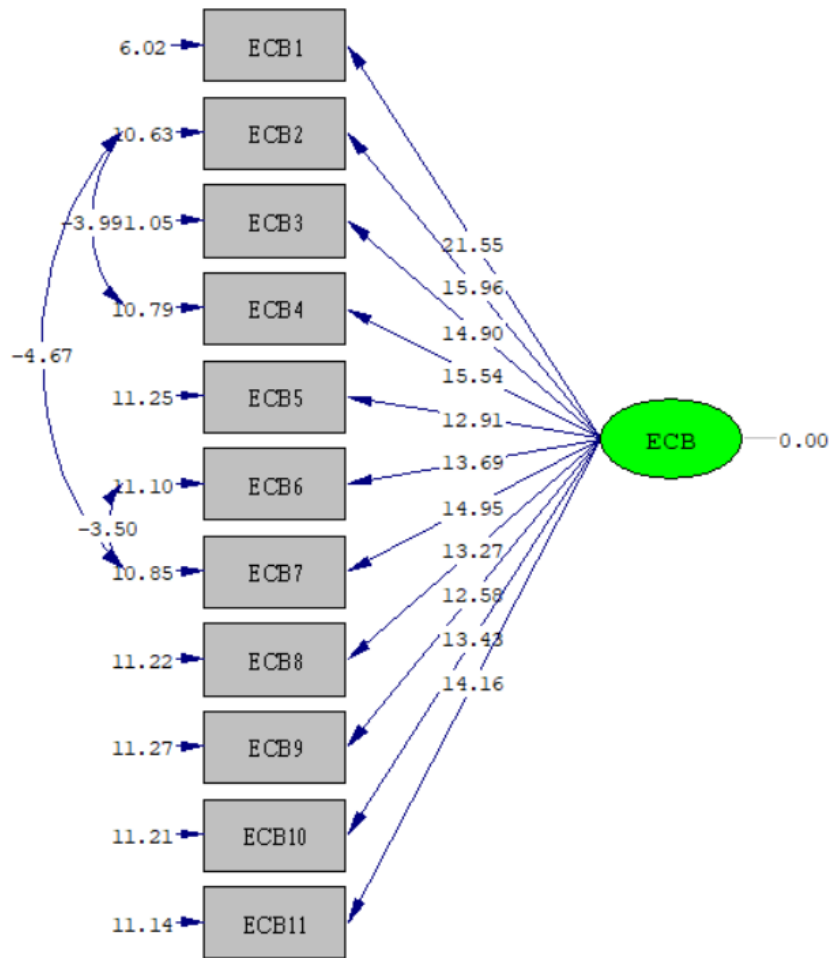 6.02 ECB1
10.63 ECB2
-3.991.05 ECB3
10.79 ECB4
-4.67
11.25 ECB5
11.10 ECB6
-3.50
10.85 ECB7
11.22 ECB8
11.27 ECB9
11.21 ECB10
11.14 ECB11
21.55
15.96
14.90
15.54
12.91
13.69
14.95
13.27
12.58
13.43
14.16
ECB 0.00